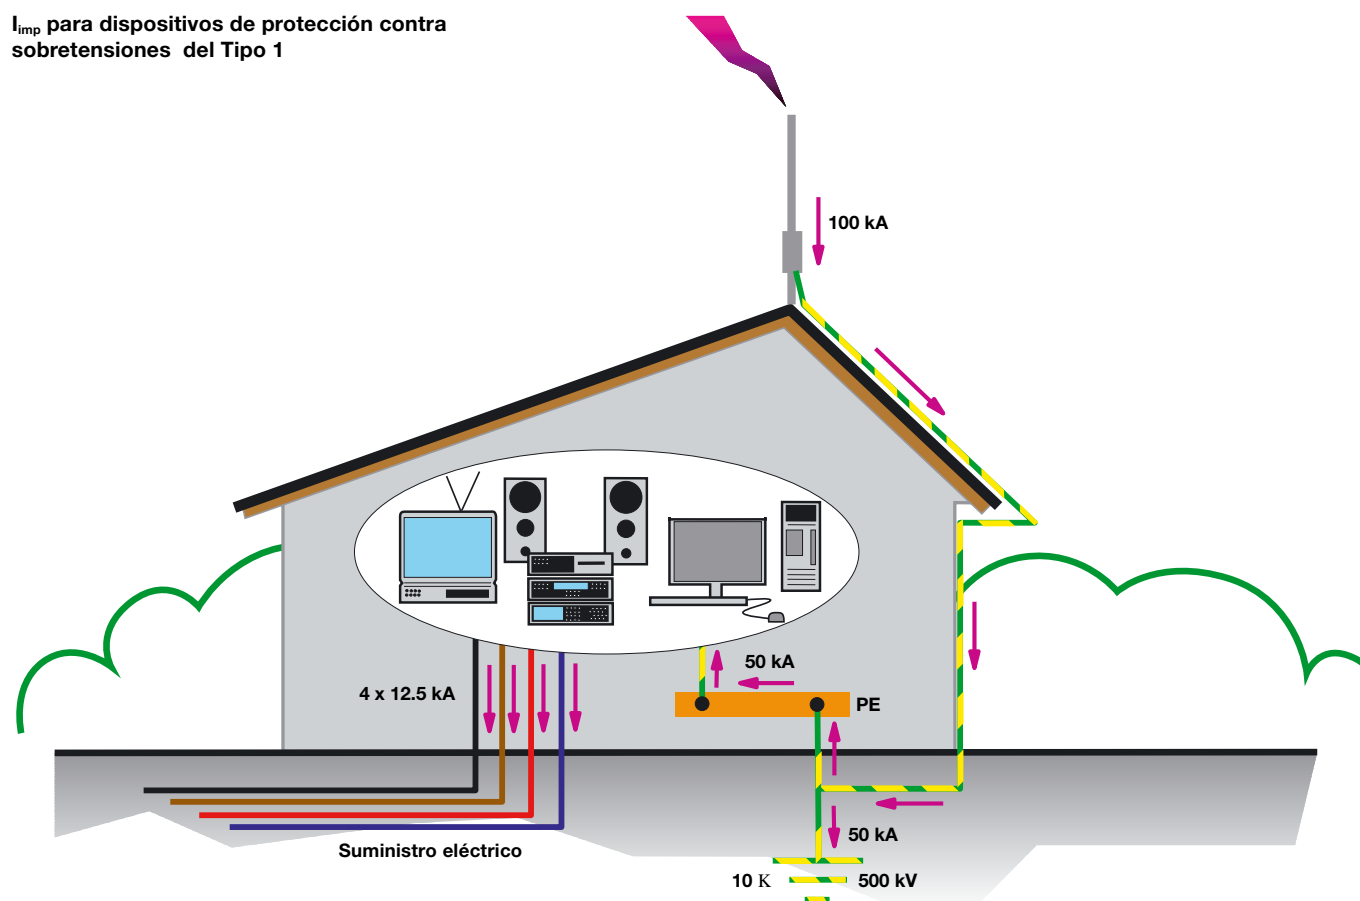 Iimp para dispositivos de protección contra
sobretensiones del Tipo 1
100 kA
50 kA
4 x 12.5 kA
PE
50 kA
Suministro eléctrico
10 K
500 kV